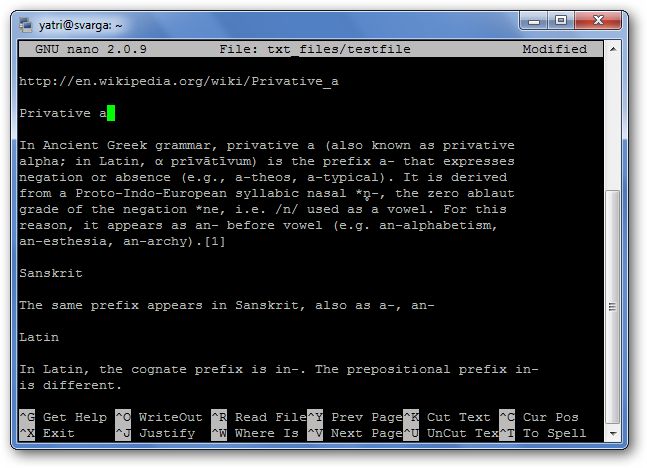 yatri@svarga: ~
GNU nano 2.0.9 File: txt_files/testfile Modified
http://en.wikipedia.org/wiki/Privative_a
Privative a
In Ancient Greek grammar, privative a (also known as privative
alpha; in Latin, α prīvātīvum) is the prefix a- that expresses
negation or absence (e.g., a-theos, a-typical). It is derived
from a Proto-Indo-European syllabic nasal *n̥-, the zero ablaut
grade of the negation *ne, i.e. /n/ used as a vowel. For this
reason, it appears as an- before vowel (e.g. an-alphabetism,
an-esthesia, an-archy).[1]
Sanskrit
The same prefix appears in Sanskrit, also as a-, an-
Latin
In Latin, the cognate prefix is in-. The prepositional prefix in-
is different.
^G Get Help ^O WriteOut ^R Read File ^Y Prev Page ^K Cut Text ^C Cur Pos
^X Exit ^J Justify ^W Where Is ^V Next Page ^U UnCut Tex ^T To Spell